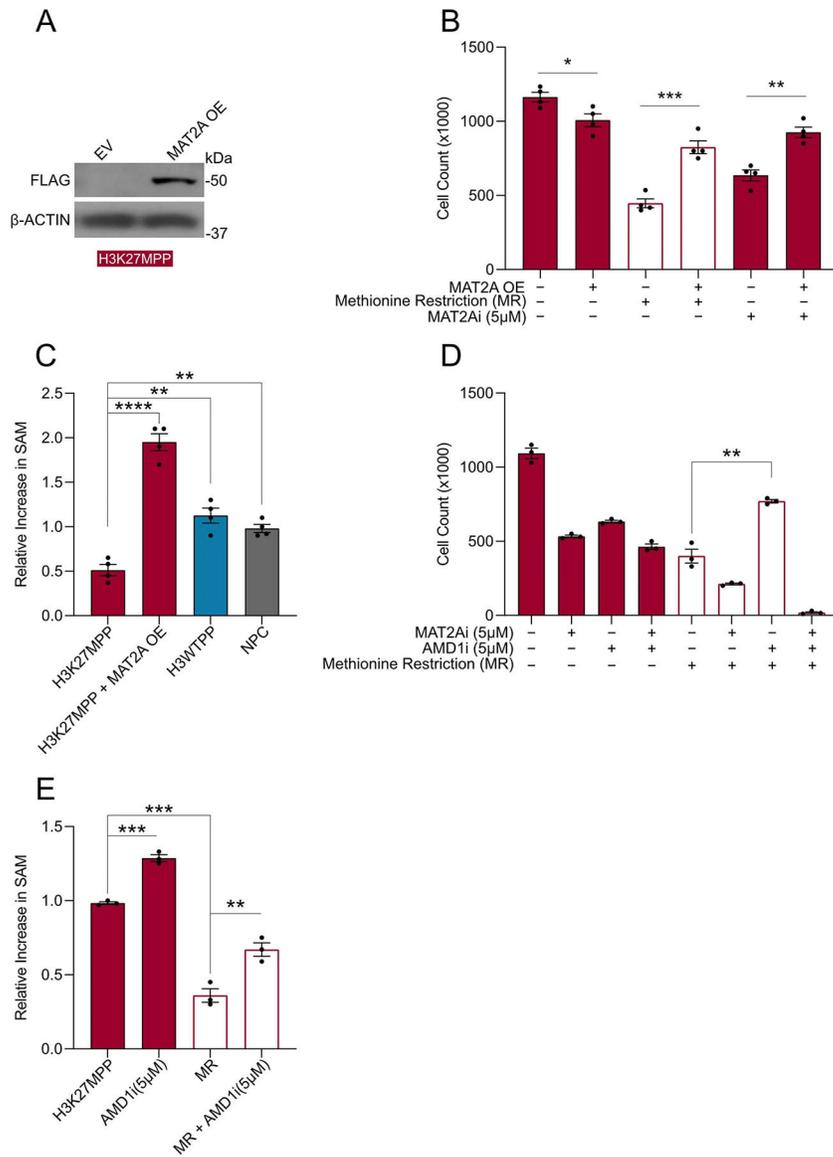 A
EV
MAT2A OE
kDa
FLAG
-50
β-ACTIN
-37
H3K27MPP
B
Cell Count (x1000)
1500
1000
500
0
*
***
**
MAT2A OE − + − + − +
Methionine Restriction (MR) − − + + − −
MAT2Ai (5µM) − − − − + +
C
Relative Increase in SAM
2.5
2.0
1.5
1.0
0.5
0.0
**
**
****
H3K27MPP
H3K27MPP + MAT2A OE
H3WTPP
NPC
D
Cell Count (x1000)
1500
1000
500
0
**
MAT2Ai (5µM) − + − + − + − +
AMD1i (5µM) − − + + − − + +
Methionine Restriction (MR) − − − − + + + +
E
Relative Increase in SAM
1.5
1.0
0.5
0.0
***
***
**
H3K27MPP
AMD1i(5µM)
MR
MR + AMD1i(5µM)